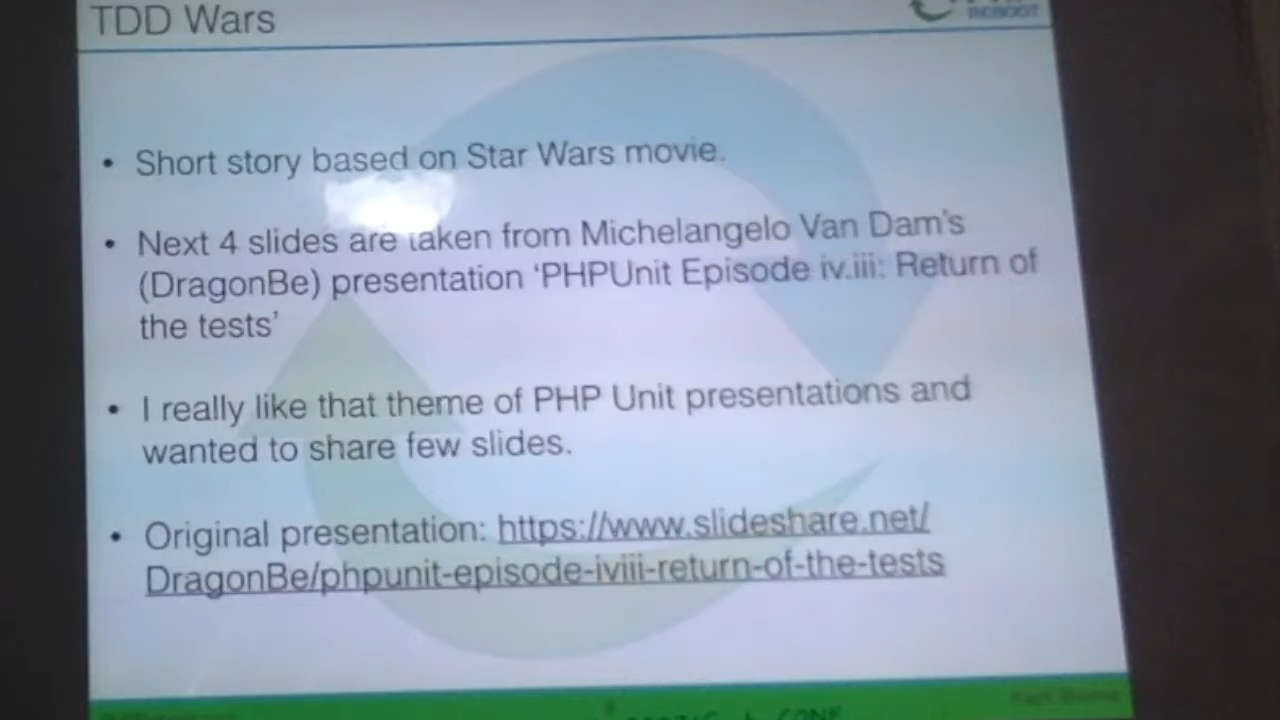 TDD Wars
REBOOT
• Short story based on Star Wars movie.
• Next 4 slides are taken from Michelangelo Van Dam's
(DragonBe) presentation 'PHPUnit Episode iv.iii: Return of
the tests'
• I really like that theme of PHP Unit presentations and
wanted to share few slides.
• Original presentation: https://www.slideshare.net/
DragonBe/phpunit-episode-iviii-return-of-the-tests